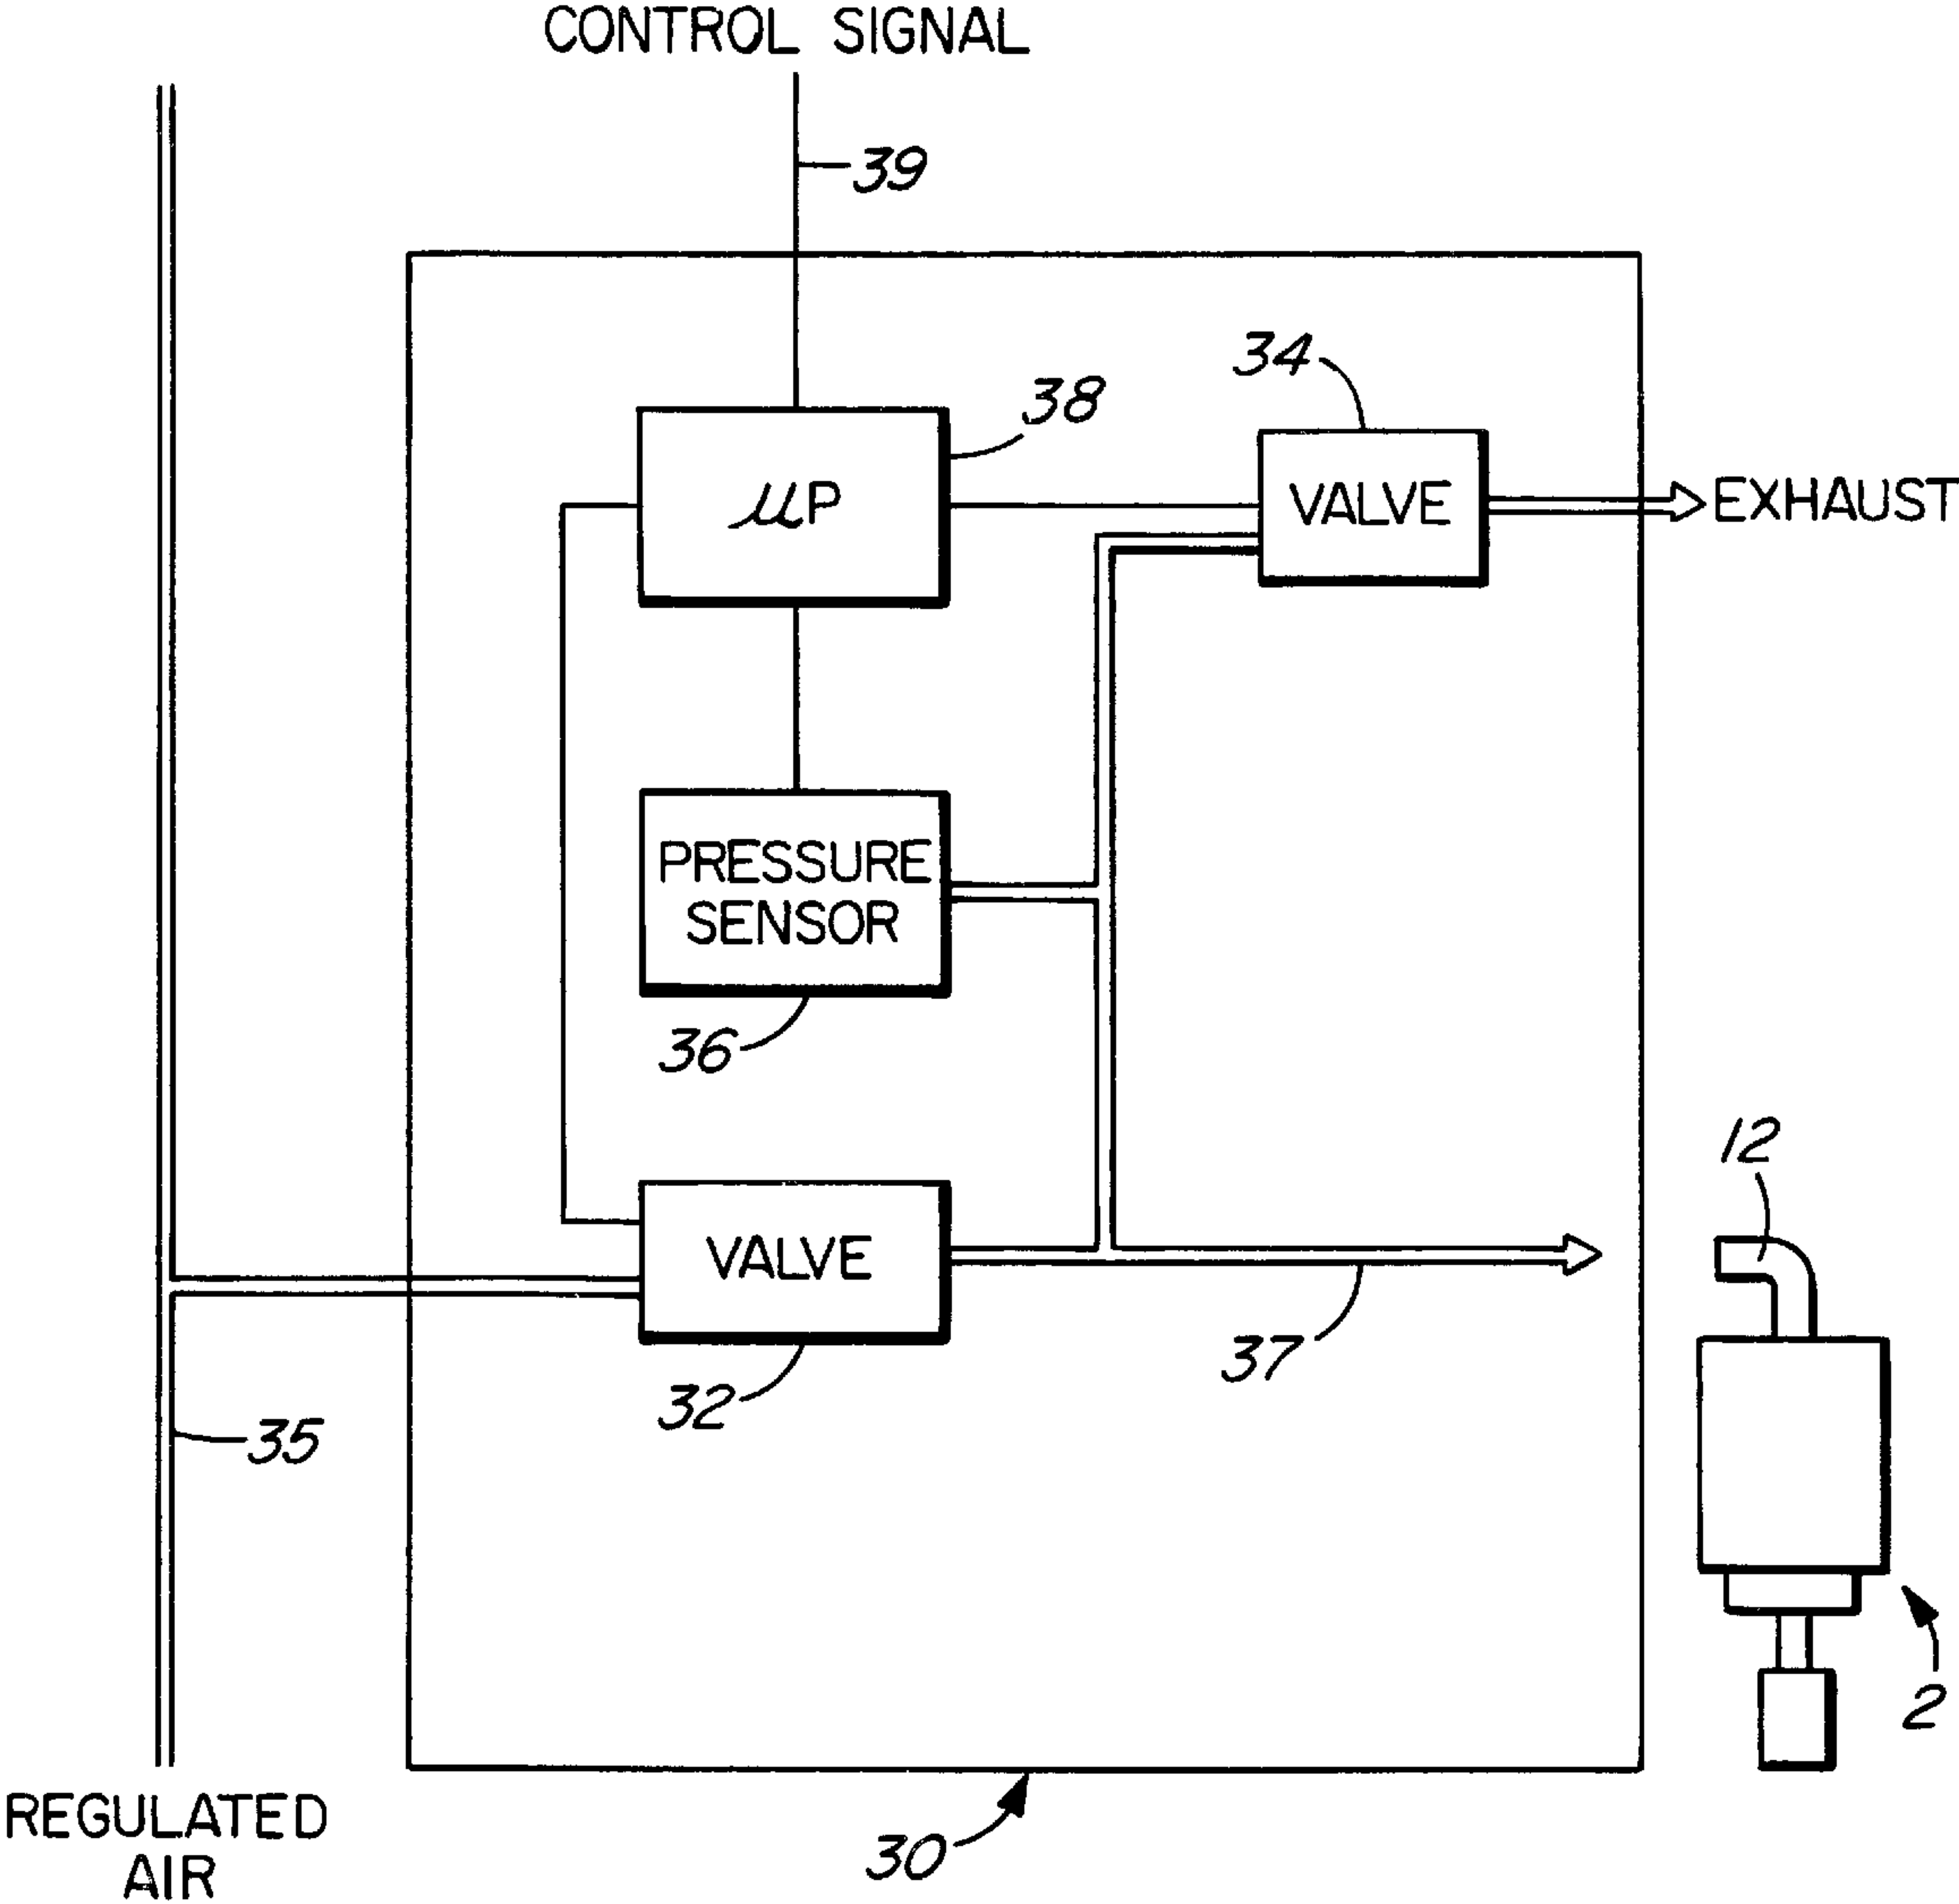 CONTROL SIGNAL
39
34
38
μP
VALVE
EXHAUST
PRESSURE
SENSOR
36
12
VALVE
37
32
35
2
30
REGULATED
AIR